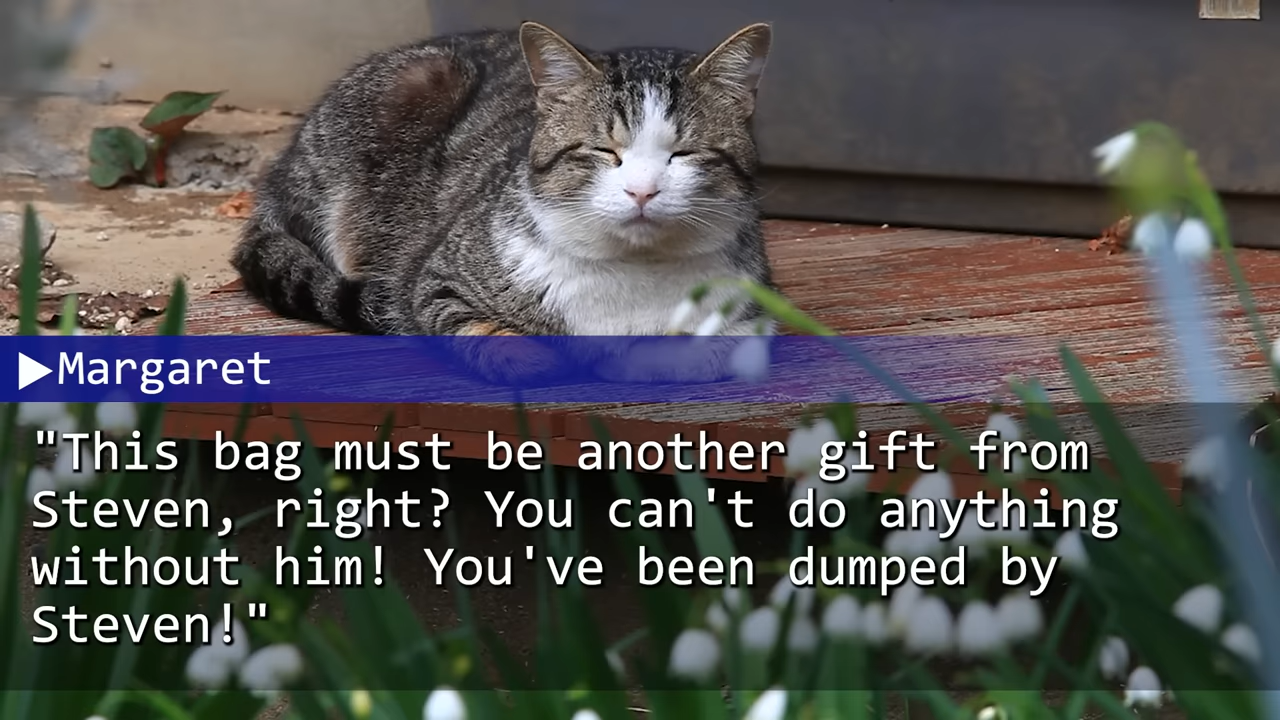 ▶Margaret
"This bag must be another gift from
Steven, right? You can't do anything
without him! You've been dumped by
Steven!"